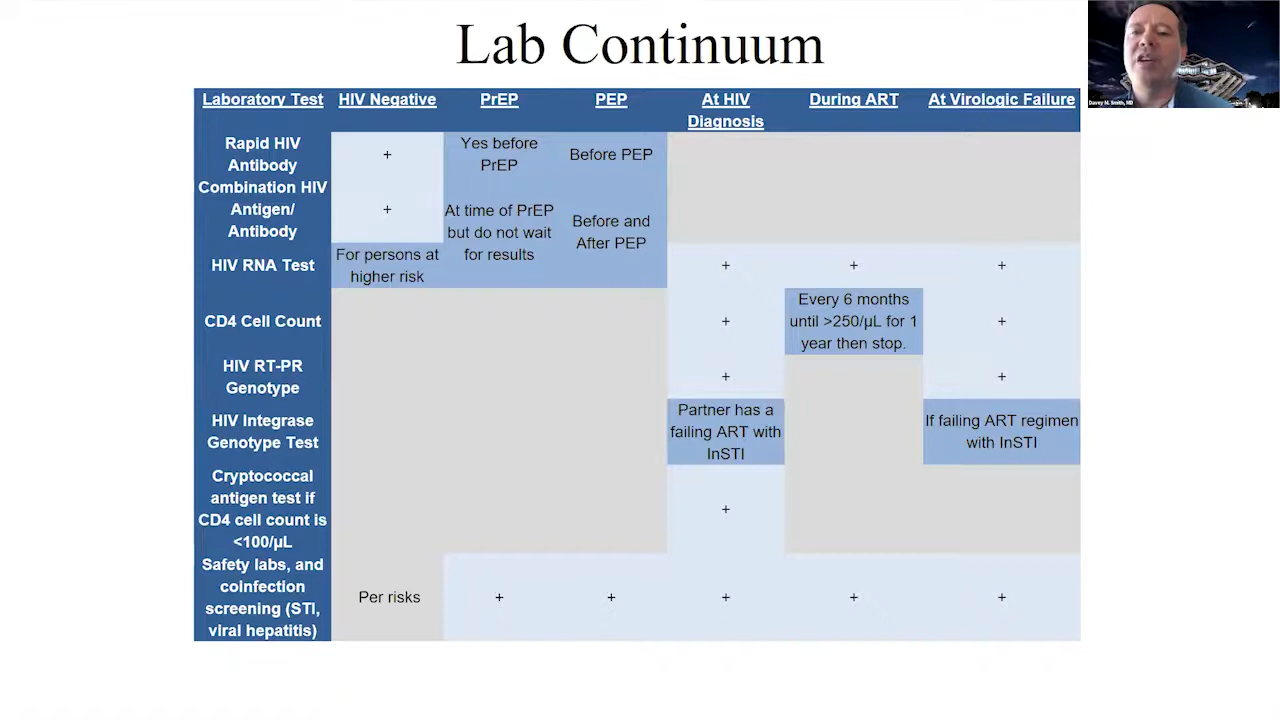 Lab Continuum
Davey M. Smith, MD
Laboratory Test HIV Negative PrEP PEP At HIV During ART At Virologic Failure
Diagnosis
Rapid HIV
Antibody
+
Yes before
PrEP
Before PEP
Combination HIV
Antigen/
Antibody
+
At time of PrEP
but do not wait
for results
Before and
After PEP
HIV RNA Test
For persons at
higher risk
+ + +
CD4 Cell Count
+
Every 6 months
until >250/μL for 1
year then stop.
+
HIV RT-PR
Genotype
+ +
HIV Integrase
Genotype Test
Partner has a
failing ART with
InSTI
If failing ART regimen
with InSTI
Cryptococcal
antigen test if
CD4 cell count is
<100/μL
+
Safety labs, and
coinfection
screening (STI,
viral hepatitis)
Per risks + + + + +